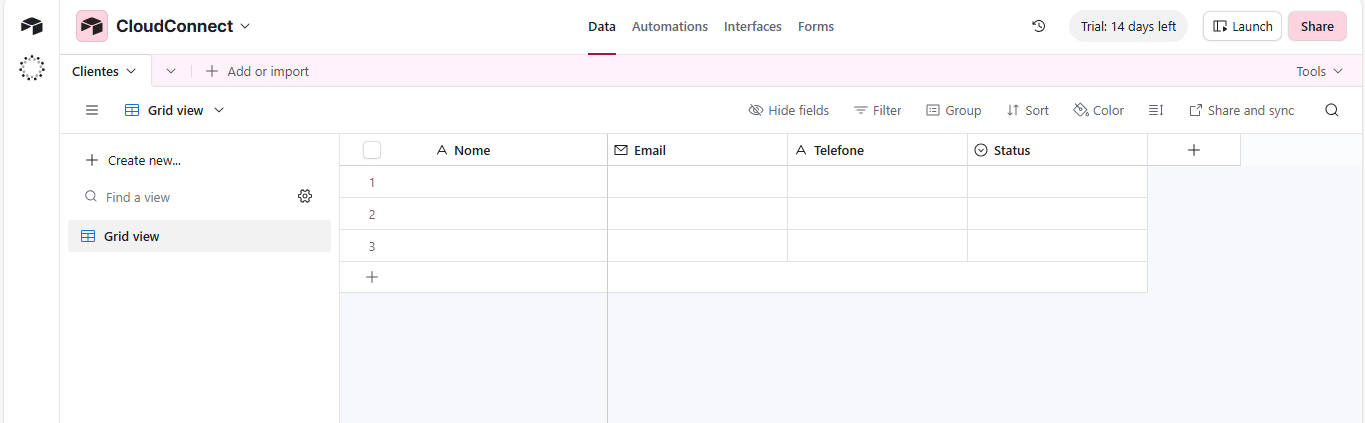 CloudConnect
Data Automations Interfaces Forms
Trial: 14 days left
Launch
Share
Clientes
Add or import
Tools
Grid view
Hide fields Filter Group Sort Color Share and sync
Create new...
Find a view
Grid view
Nome Email Telefone Status
1
2
3